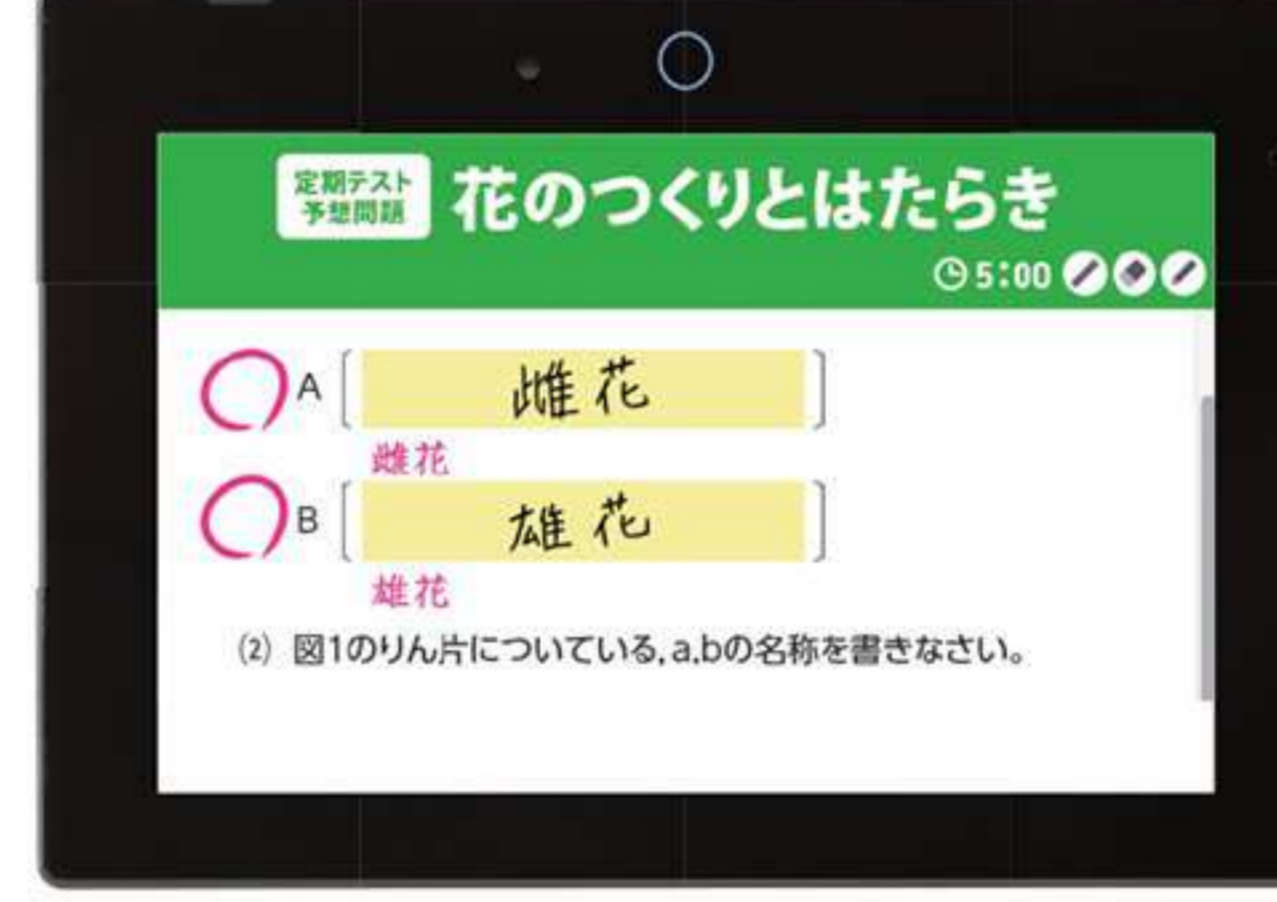 定期テスト
予想問題
花のつくりとはたらき
5:00
A [ 雌花 ]
雌花
B [ 雄花 ]
雄花
(2) 図1のりん片についている,a,bの名称を書きなさい。